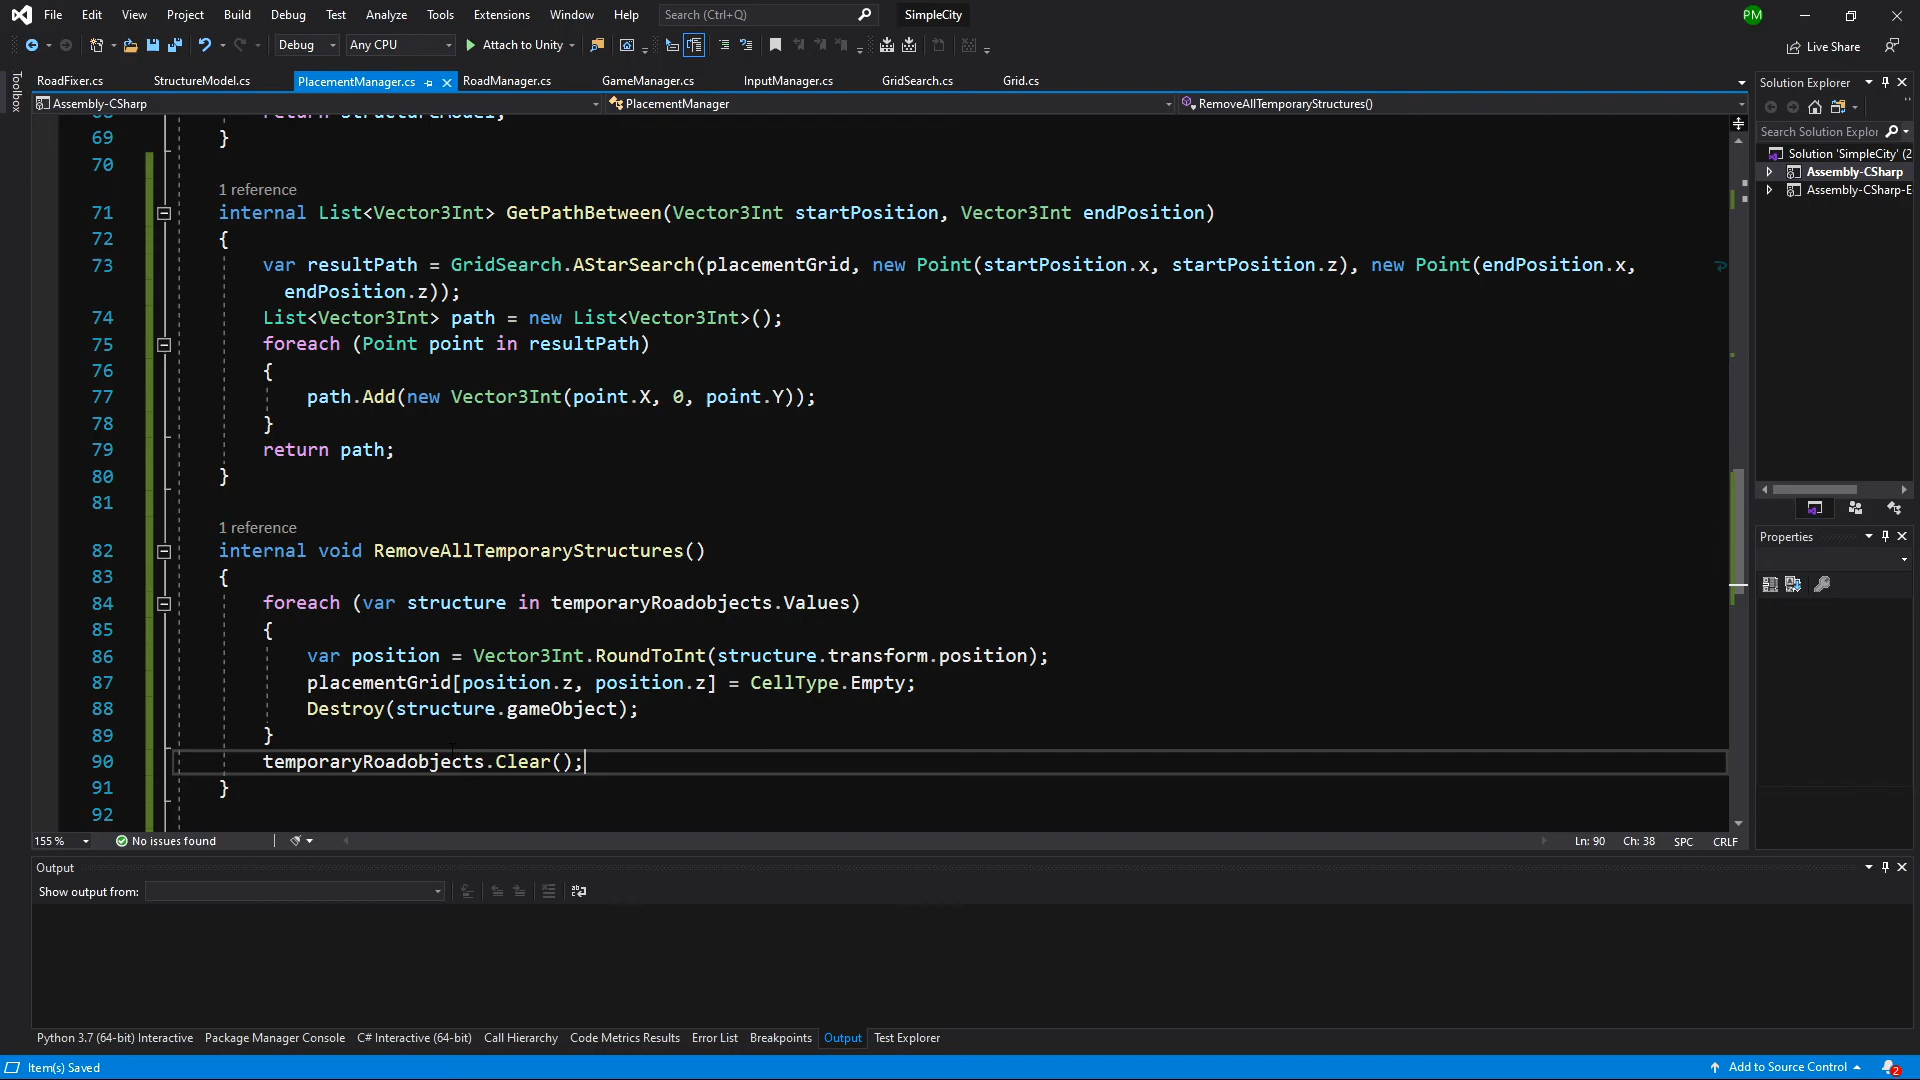 File Edit View Project Build Debug Test Analyze Tools Extensions Window Help Search (Ctrl+Q) SimpleCity PM
Debug Any CPU Attach to Unity Live Share
Toolbox
RoadFixer.cs StructureModel.cs PlacementManager.cs RoadManager.cs GameManager.cs InputManager.cs GridSearch.cs Grid.cs
Assembly-CSharp PlacementManager RemoveAllTemporaryStructures()
69 }
70
1 reference
71 internal List<Vector3Int> GetPathBetween(Vector3Int startPosition, Vector3Int endPosition)
72 {
73 var resultPath = GridSearch.AStarSearch(placementGrid, new Point(startPosition.x, startPosition.z), new Point(endPosition.x,
endPosition.z));
74 List<Vector3Int> path = new List<Vector3Int>();
75 foreach (Point point in resultPath)
76 {
77 path.Add(new Vector3Int(point.X, 0, point.Y));
78 }
79 return path;
80 }
81
1 reference
82 internal void RemoveAllTemporaryStructures()
83 {
84 foreach (var structure in temporaryRoadobjects.Values)
85 {
86 var position = Vector3Int.RoundToInt(structure.transform.position);
87 placementGrid[position.z, position.z] = CellType.Empty;
88 Destroy(structure.gameObject);
89 }
90 temporaryRoadobjects.Clear();
91 }
92
155 % No issues found Ln: 90 Ch: 38 SPC CRLF
Solution Explorer
Search Solution Explor
Solution 'SimpleCity' (2
Assembly-CSharp
Assembly-CSharp-E
Properties
Output
Show output from:
Python 3.7 (64-bit) Interactive Package Manager Console C# Interactive (64-bit) Call Hierarchy Code Metrics Results Error List Breakpoints Output Test Explorer
Item(s) Saved Add to Source Control 2